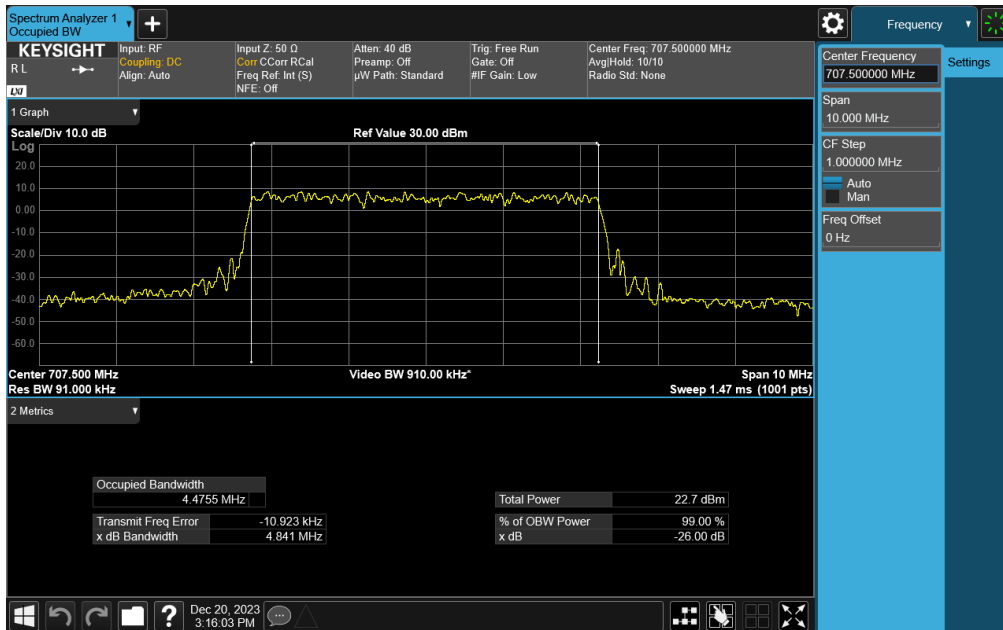 Spectrum Analyzer 1
Occupied BW
Frequency
KEYSIGHT
R L
LXI
Input: RF
Coupling: DC
Align: Auto
Input Z: 50 Ω
Corr CCorr RCal
Freq Ref: Int (S)
NFE: Off
Atten: 40 dB
Preamp: Off
µW Path: Standard
Trig: Free Run
Gate: Off
#IF Gain: Low
Center Freq: 707.500000 MHz
Avg|Hold: 10/10
Radio Std: None
Center Frequency
707.500000 MHz
Settings
Span
10.000 MHz
CF Step
1.000000 MHz
Auto
Man
Freq Offset
0 Hz
1 Graph
Scale/Div 10.0 dB
Ref Value 30.00 dBm
Log
20.0
10.0
0.00
-10.0
-20.0
-30.0
-40.0
-50.0
-60.0
Center 707.500 MHz
Video BW 910.00 kHz*
Span 10 MHz
Res BW 91.000 kHz
Sweep 1.47 ms (1001 pts)
2 Metrics
Occupied Bandwidth
4.4755 MHz
Total Power 22.7 dBm
Transmit Freq Error -10.923 kHz
% of OBW Power 99.00 %
x dB Bandwidth 4.841 MHz
x dB -26.00 dB
Dec 20, 2023
3:16:03 PM